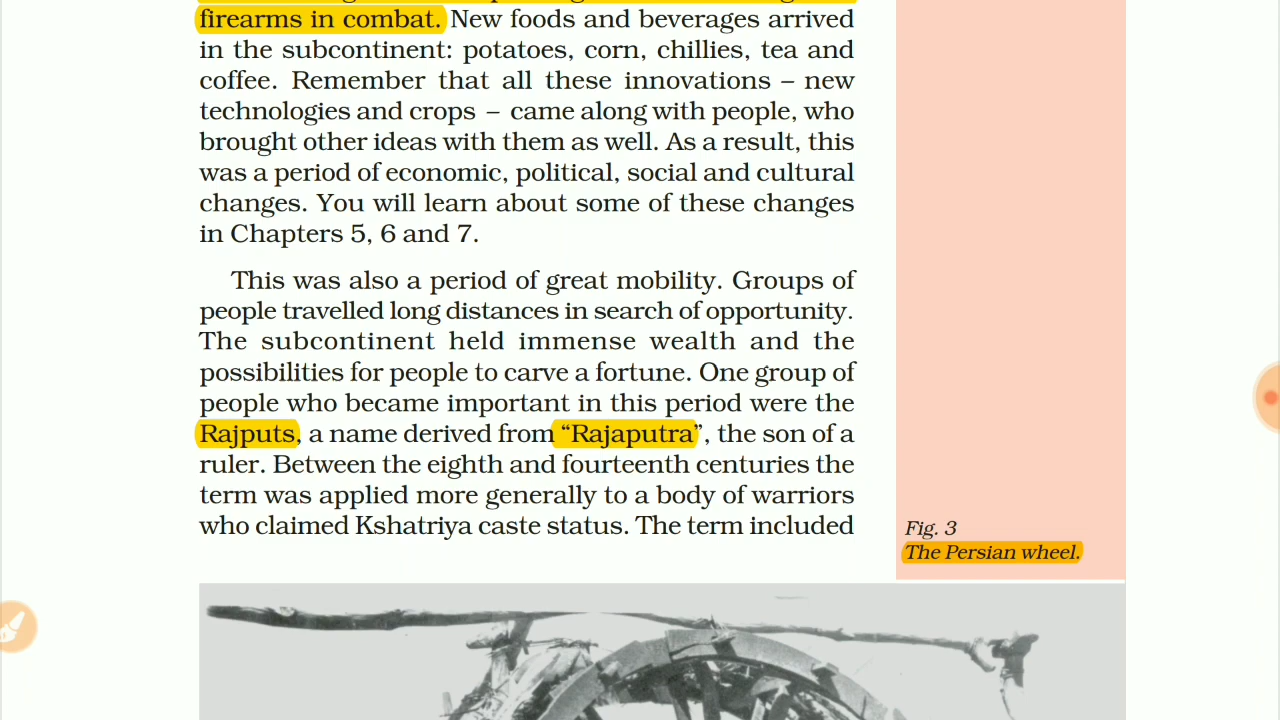 firearms in combat. New foods and beverages arrived
in the subcontinent: potatoes, corn, chillies, tea and
coffee. Remember that all these innovations – new
technologies and crops – came along with people, who
brought other ideas with them as well. As a result, this
was a period of economic, political, social and cultural
changes. You will learn about some of these changes
in Chapters 5, 6 and 7.
This was also a period of great mobility. Groups of
people travelled long distances in search of opportunity.
The subcontinent held immense wealth and the
possibilities for people to carve a fortune. One group of
people who became important in this period were the
Rajputs, a name derived from “Rajaputra”, the son of a
ruler. Between the eighth and fourteenth centuries the
term was applied more generally to a body of warriors
who claimed Kshatriya caste status. The term included
Fig. 3
The Persian wheel.